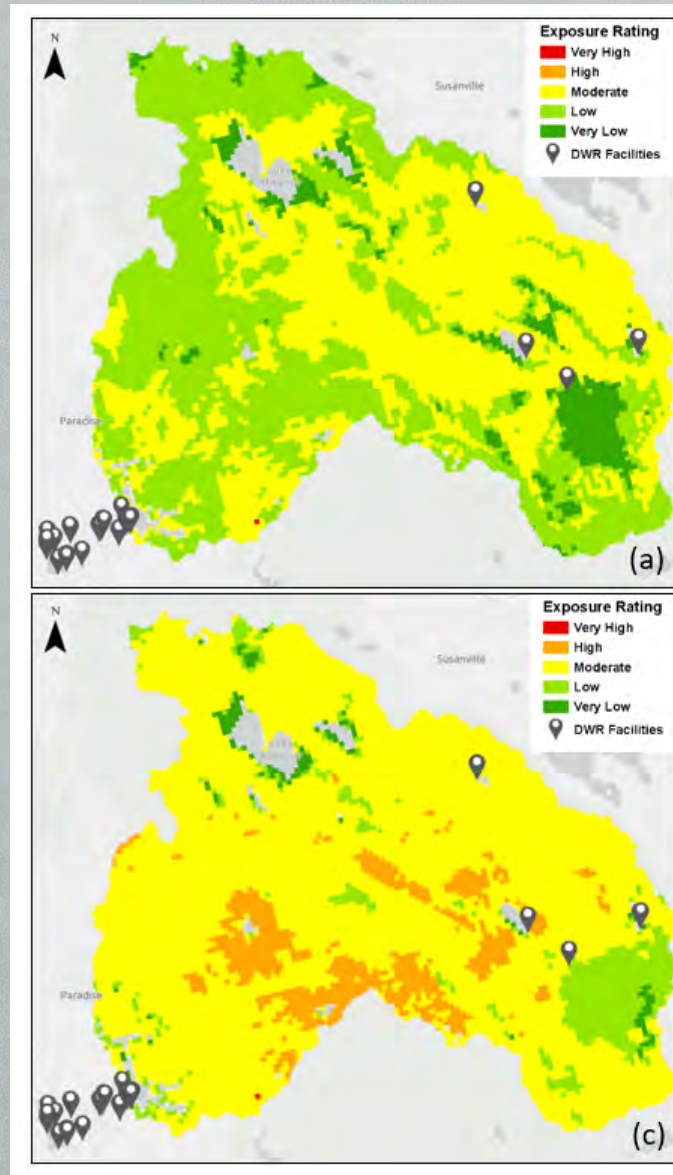 N
Susanville
Paradise
Exposure Rating
Very High
High
Moderate
Low
Very Low
DWR Facilities
(a)
N
Susanville
Paradise
Exposure Rating
Very High
High
Moderate
Low
Very Low
DWR Facilities
(c)